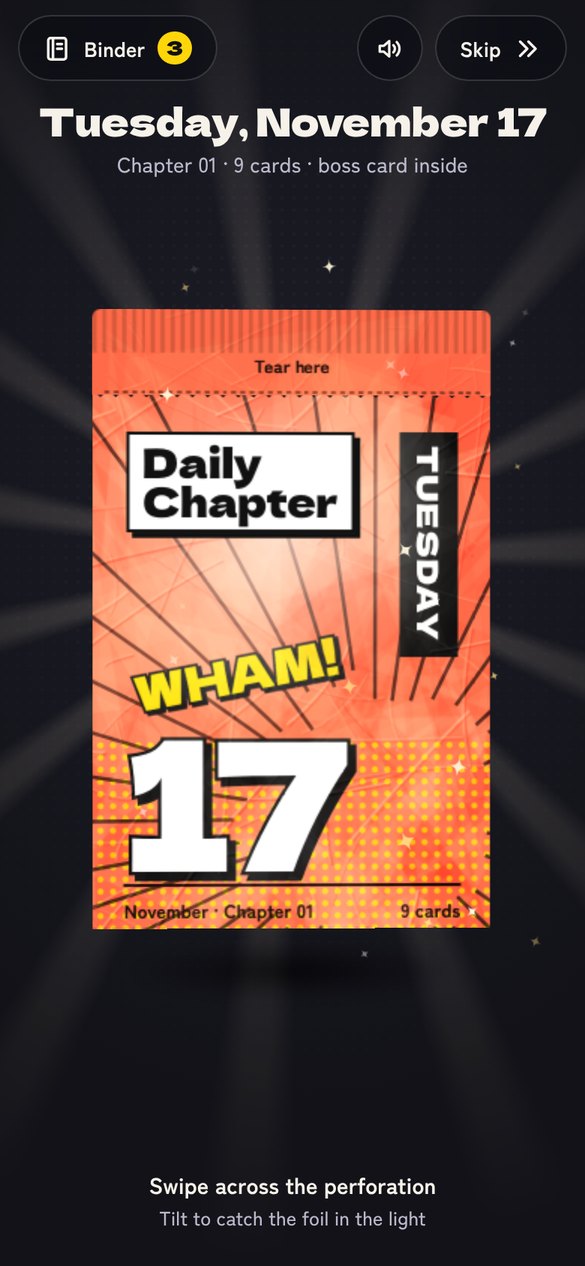 Binder 3
Skip
Tuesday, November 17
Chapter 01 · 9 cards · boss card inside
Tear here
Daily
Chapter
TUESDAY
WHAM!
17
November · Chapter 01
9 cards
Swipe across the perforation
Tilt to catch the foil in the light